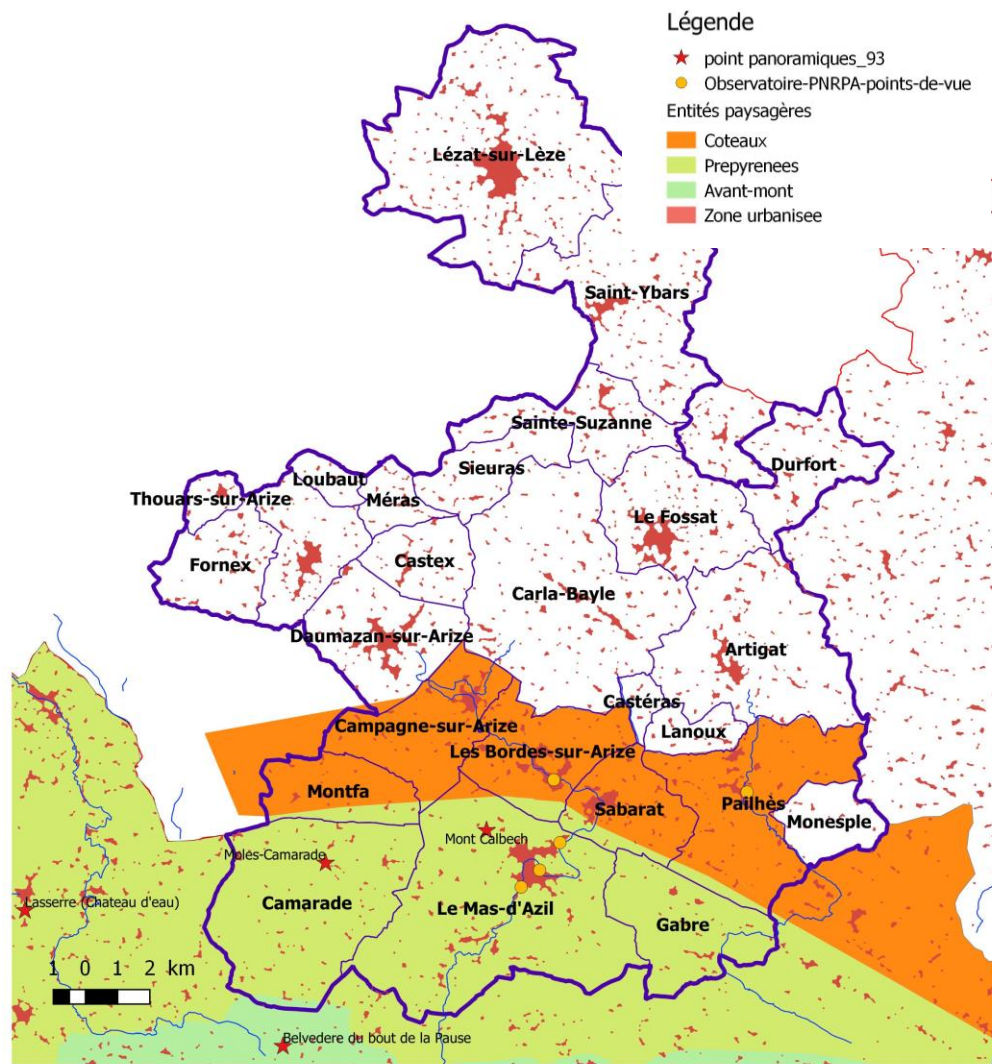 Légende
point panoramiques_93
Observatoire-PNRPA-points-de-vue
Entités paysagères
Coteaux
Prepyrenees
Avant-mont
Zone urbanisee
Lézat-sur-Lèze
Saint-Ybars
Sainte-Suzanne
Durfort
Sieuras
Loubaut
Thouars-sur-Arize
Méras
Le Fossat
Fornex
Castex
Carla-Bayle
Daumazan-sur-Arize
Artigat
Castéras
Campagne-sur-Arize
Lanoux
Les Bordes-sur-Arize
Montfa
Pailhès
Sabarat
Monesple
Mont Calbech
Molès-Camarade
Lasserre (Chateau d'eau)
Camarade
Le Mas-d'Azil
Gabre
1 0 1 2 km
Belvedere du bout de la Pause